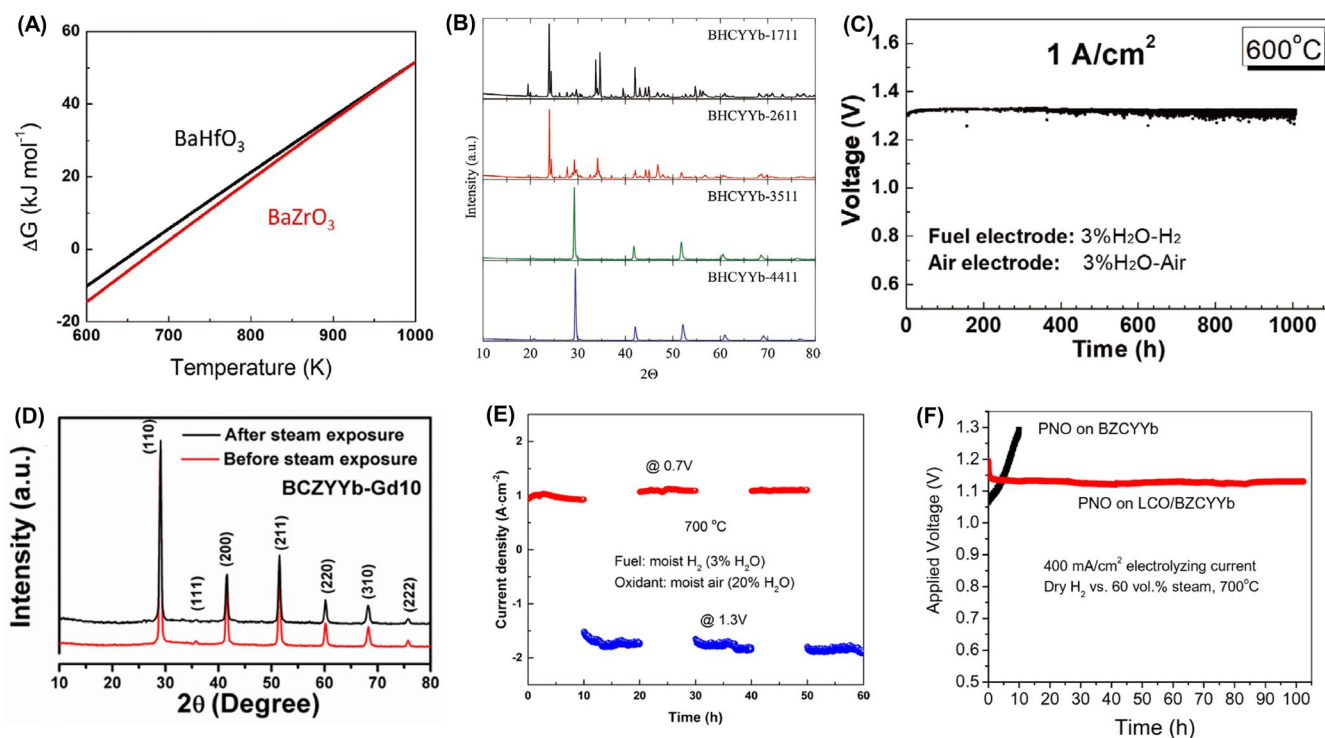 (A)
60
40
20
0
-20
ΔG (kJ mol⁻¹)
BaHfO₃
BaZrO₃
600
700
800
900
1000
Temperature (K)
(B)
BHCYYb-1711
BHCYYb-2611
BHCYYb-3511
BHCYYb-4411
Intensity (a.u.)
10
20
30
40
50
60
70
80
2Θ
(C)
1 A/cm²
600°C
1.6
1.4
1.2
1.0
0.8
0.6
Voltage (V)
Fuel electrode: 3%H₂O-H₂
Air electrode: 3%H₂O-Air
0
200
400
600
800
1000
Time (h)
(D)
After steam exposure
Before steam exposure
BCZYYb-Gd10
(110)
(111)
(200)
(211)
(220)
(310)
(222)
Intensity (a.u.)
10
20
30
40
50
60
70
80
2θ (Degree)
(E)
2
1
0
-1
-2
Current density (A·cm⁻²)
@ 0.7V
700 °C
Fuel: moist H₂ (3% H₂O)
Oxidant: moist air (20% H₂O)
@ 1.3V
0
10
20
30
40
50
60
Time (h)
(F)
1.3
1.2
1.1
1.0
0.9
0.8
0.7
0.6
0.5
Applied Voltage (V)
PNO on BZCYYb
PNO on LCO/BZCYYb
400 mA/cm² electrolyzing current
Dry H₂ vs. 60 vol.% steam, 700°C
0
10
20
30
40
50
60
70
80
90
100
Time (h)